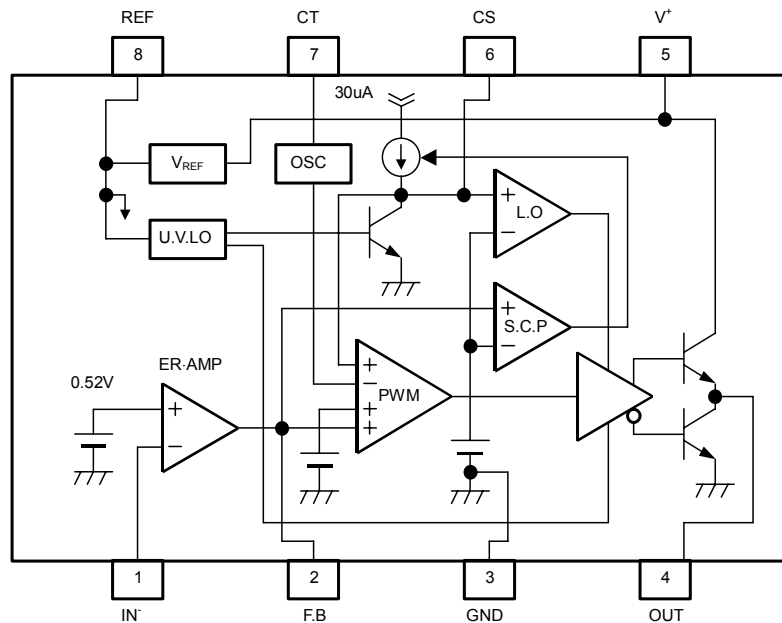 REF CT CS V+
8 7 6 5
30uA
VREF OSC
+
L.O
−
U.V.LO
+
S.C.P
−
ER·AMP
0.52V
+
−
+
−
PWM
+
+
1 2 3 4
IN- F.B GND OUT